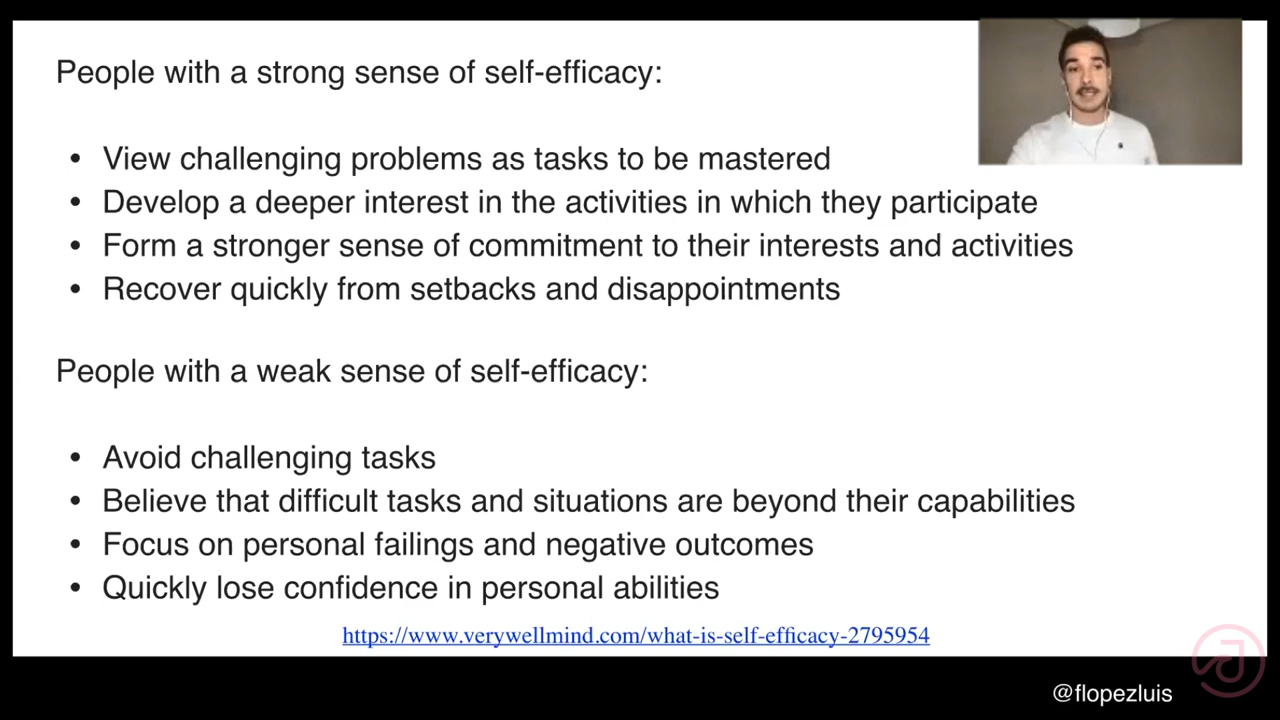 People with a strong sense of self-efficacy:
• View challenging problems as tasks to be mastered
• Develop a deeper interest in the activities in which they participate
• Form a stronger sense of commitment to their interests and activities
• Recover quickly from setbacks and disappointments
People with a weak sense of self-efficacy:
• Avoid challenging tasks
• Believe that difficult tasks and situations are beyond their capabilities
• Focus on personal failings and negative outcomes
• Quickly lose confidence in personal abilities
https://www.verywellmind.com/what-is-self-efficacy-2795954
@flopezluis